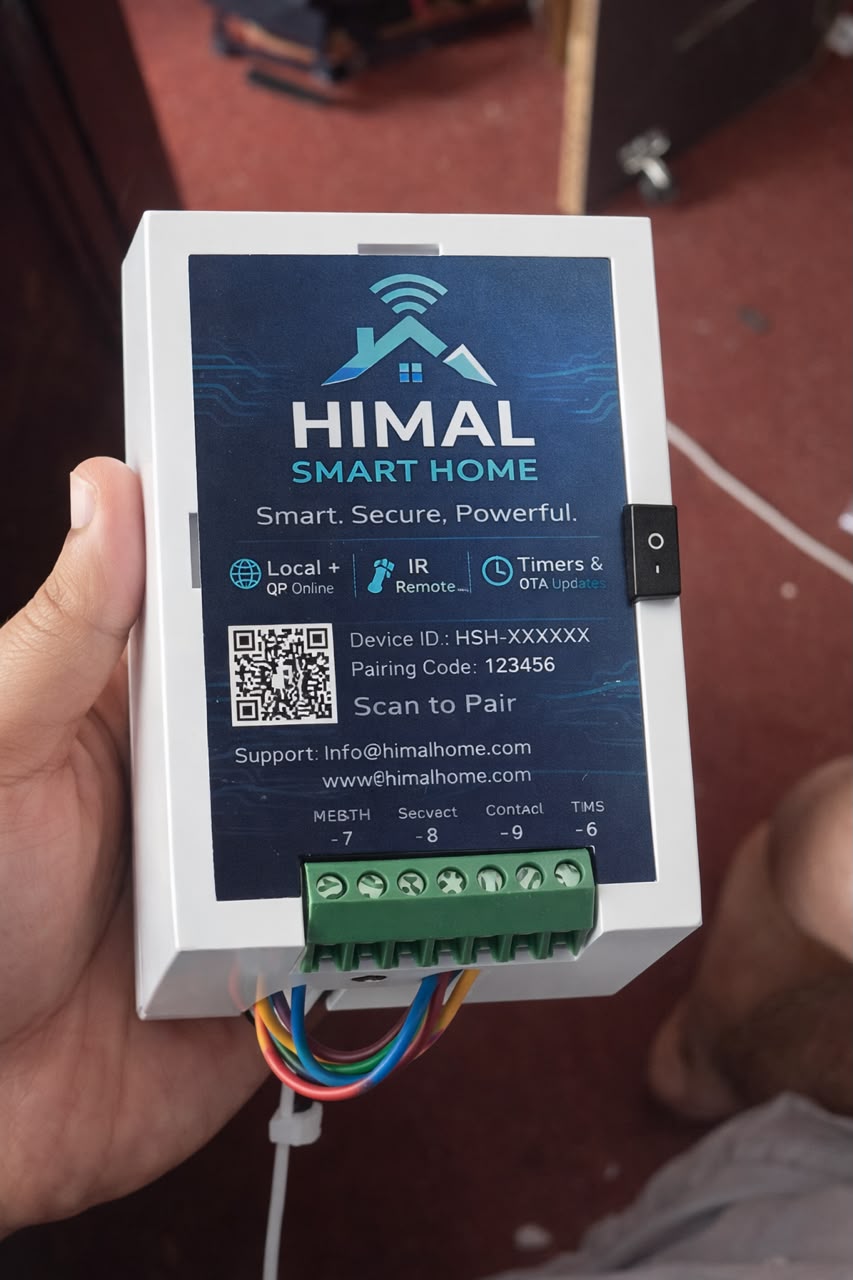 HIMAL
SMART HOME
Smart. Secure, Powerful.
Local +
QP Online
IR
Remote
Timers &
OTA Updates
Device ID.: HSH-XXXXXX
Pairing Code: 123456
Scan to Pair
Support: Info@himalhome.com
www@himalhome.com
MEBTH Secvact Contacl TIMS
-7 -8 -9 -6